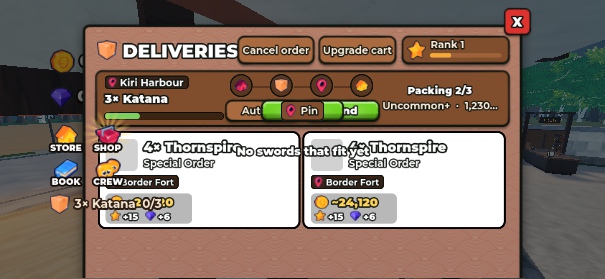 X
DELIVERIES
Cancel order
Upgrade cart
Rank 1
Kiri Harbour
3× Katana
Packing 2/3
Uncommon+ · 1,230...
Aut
Pin
nd
STORE
SHOP
BOOK
CREW
3× Katana 0/3
4× Thornspire
Special Order
Border Fort
+15 +6
No swords that fit yet
4× Thornspire
Special Order
Border Fort
~24,120
+15 +6